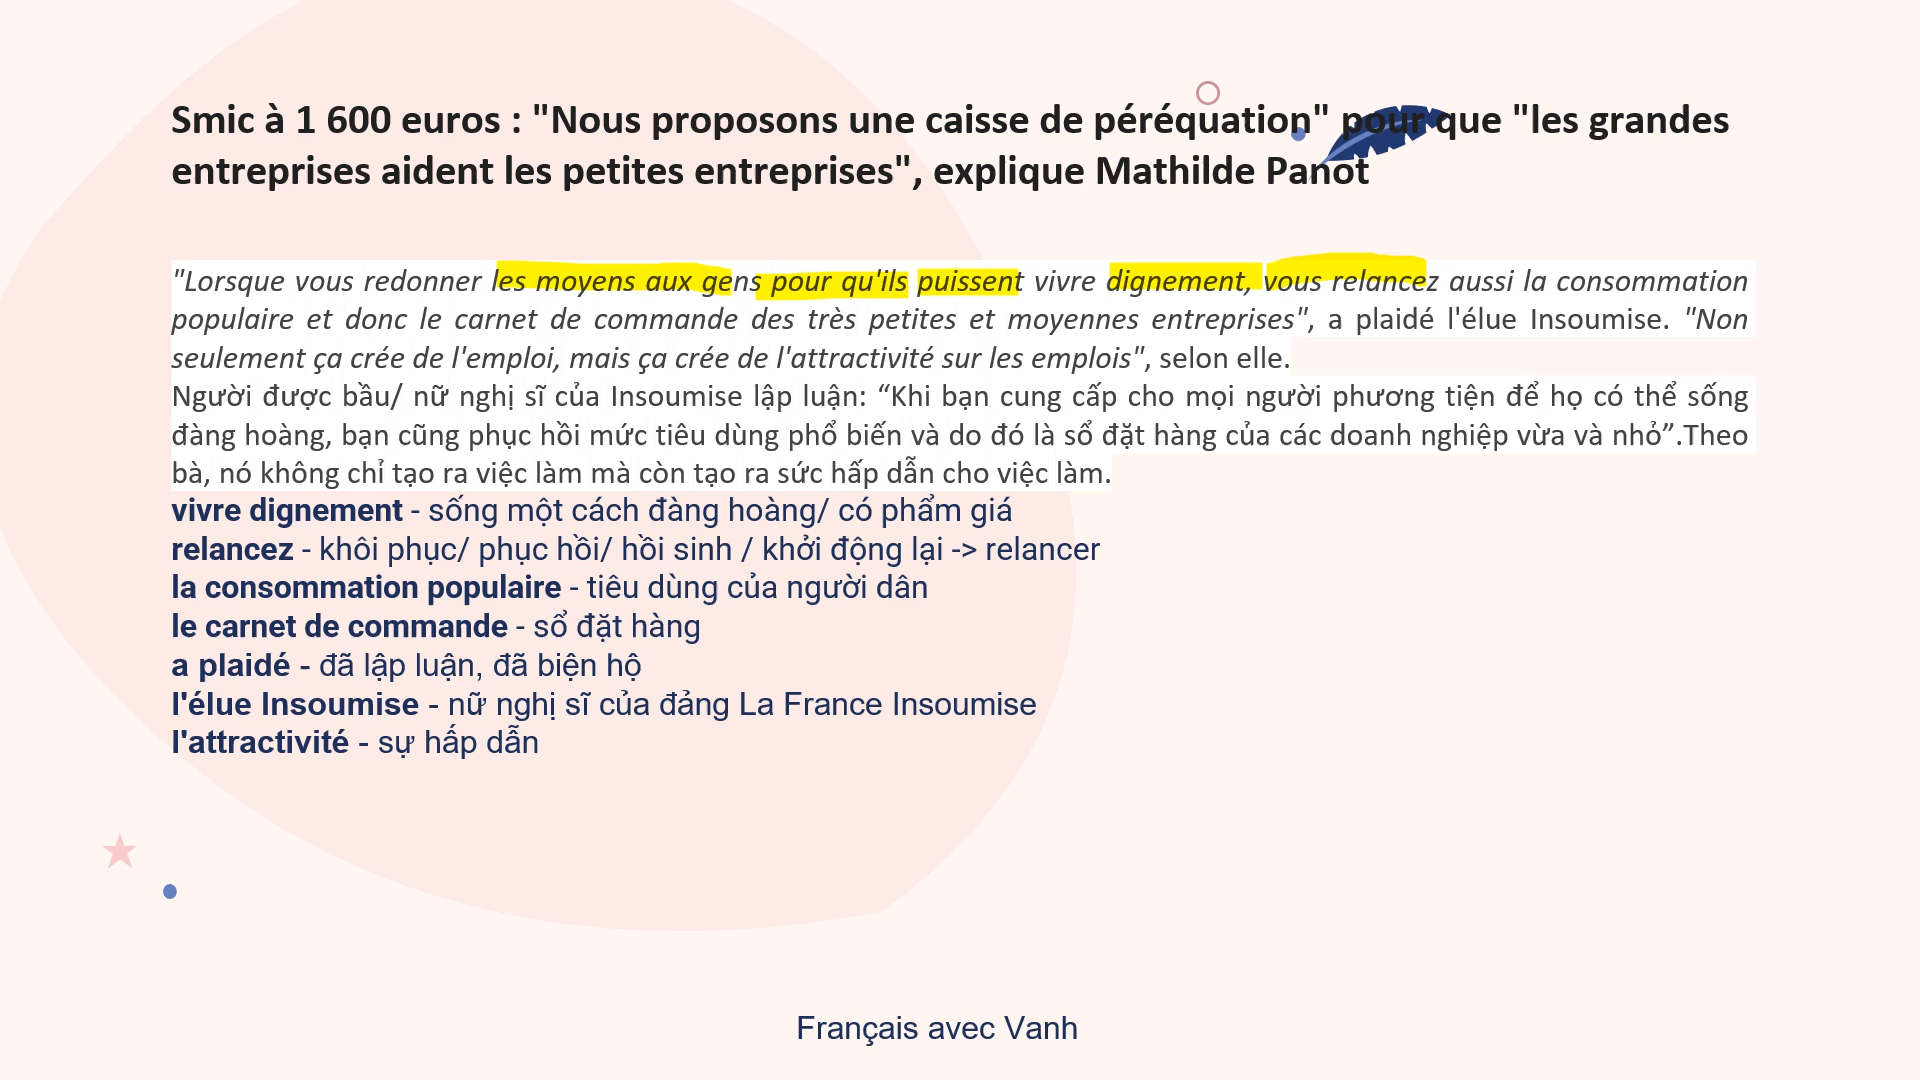 Smic à 1 600 euros : "Nous proposons une caisse de péréquation" pour que "les grandes
entreprises aident les petites entreprises", explique Mathilde Panot
"Lorsque vous redonner les moyens aux gens pour qu'ils puissent vivre dignement, vous relancez aussi la consommation
populaire et donc le carnet de commande des très petites et moyennes entreprises", a plaidé l'élue Insoumise. "Non
seulement ça crée de l'emploi, mais ça crée de l'attractivité sur les emplois", selon elle.
Người được bầu/ nữ nghị sĩ của Insoumise lập luận: “Khi bạn cung cấp cho mọi người phương tiện để họ có thể sống
đàng hoàng, bạn cũng phục hồi mức tiêu dùng phổ biến và do đó là sổ đặt hàng của các doanh nghiệp vừa và nhỏ”.Theo
bà, nó không chỉ tạo ra việc làm mà còn tạo ra sức hấp dẫn cho việc làm.
vivre dignement - sống một cách đàng hoàng/ có phẩm giá
relancez - khôi phục/ phục hồi/ hồi sinh / khởi động lại -> relancer
la consommation populaire - tiêu dùng của người dân
le carnet de commande - sổ đặt hàng
a plaidé - đã lập luận, đã biện hộ
l'élue Insoumise - nữ nghị sĩ của đảng La France Insoumise
l'attractivité - sự hấp dẫn
Français avec Vanh